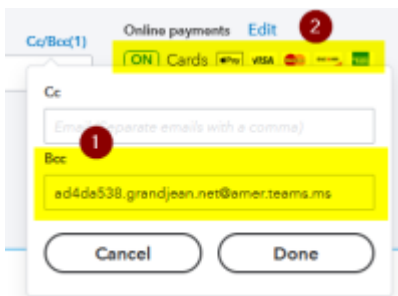 Cc/Bcc(1) Online payments Edit 2
ON Cards Pay VISA
Cc
Email (Separate emails with a comma)
1
Bcc
ad4da538.grandjean.net@amer.teams.ms
Cancel Done